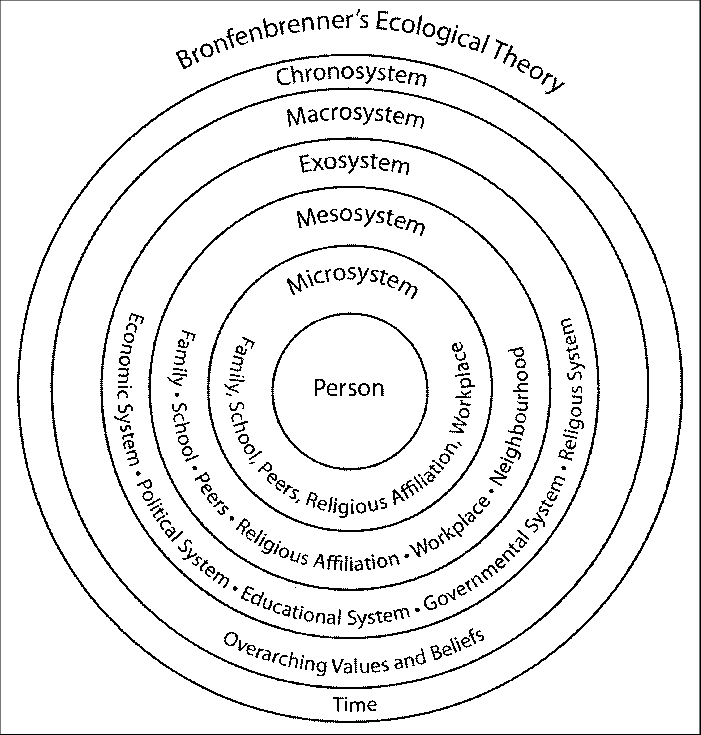 Bronfenbrenner's Ecological Theory
Chronosystem
Macrosystem
Exosystem
Mesosystem
Microsystem
Person
Family, School, Peers, Religious Affiliation, Workplace
Family • School • Peers • Religious Affiliation • Workplace • Neighbourhood
Economic System • Political System • Educational System • Governmental System • Religous System
Overarching Values and Beliefs
Time